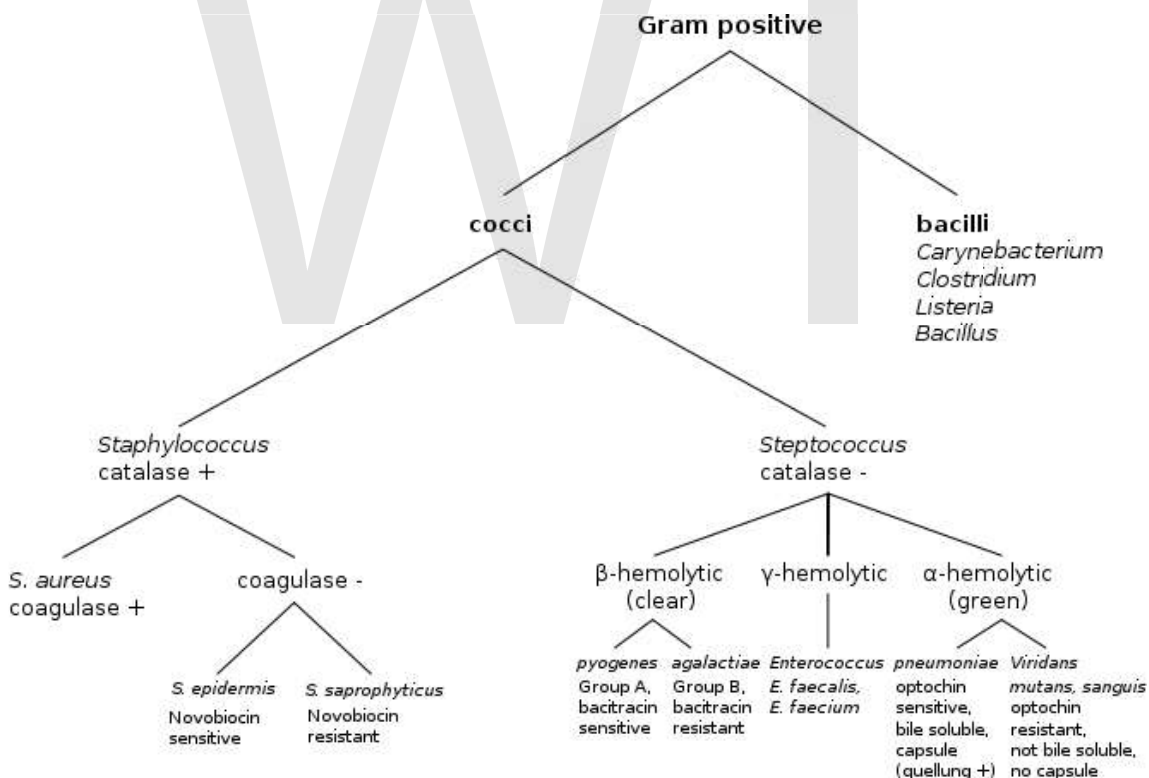 Gram positive
cocci
bacilli
Carynebacterium
Clostridium
Listeria
Bacillus
Staphylococcus
catalase +
Steptococcus
catalase -
S. aureus
coagulase +
coagulase -
β-hemolytic
(clear)
γ-hemolytic
α-hemolytic
(green)
S. epidermis
Novobiocin
sensitive
S. saprophyticus
Novobiocin
resistant
pyogenes
Group A,
bacitracin
sensitive
agalactiae
Group B,
bacitracin
resistant
Enterococcus
E. faecalis,
E. faecium
pneumoniae
optochin
sensitive,
bile soluble,
capsule
(quellung +)
Viridans
mutans, sanguis
optochin
resistant,
not bile soluble,
no capsule